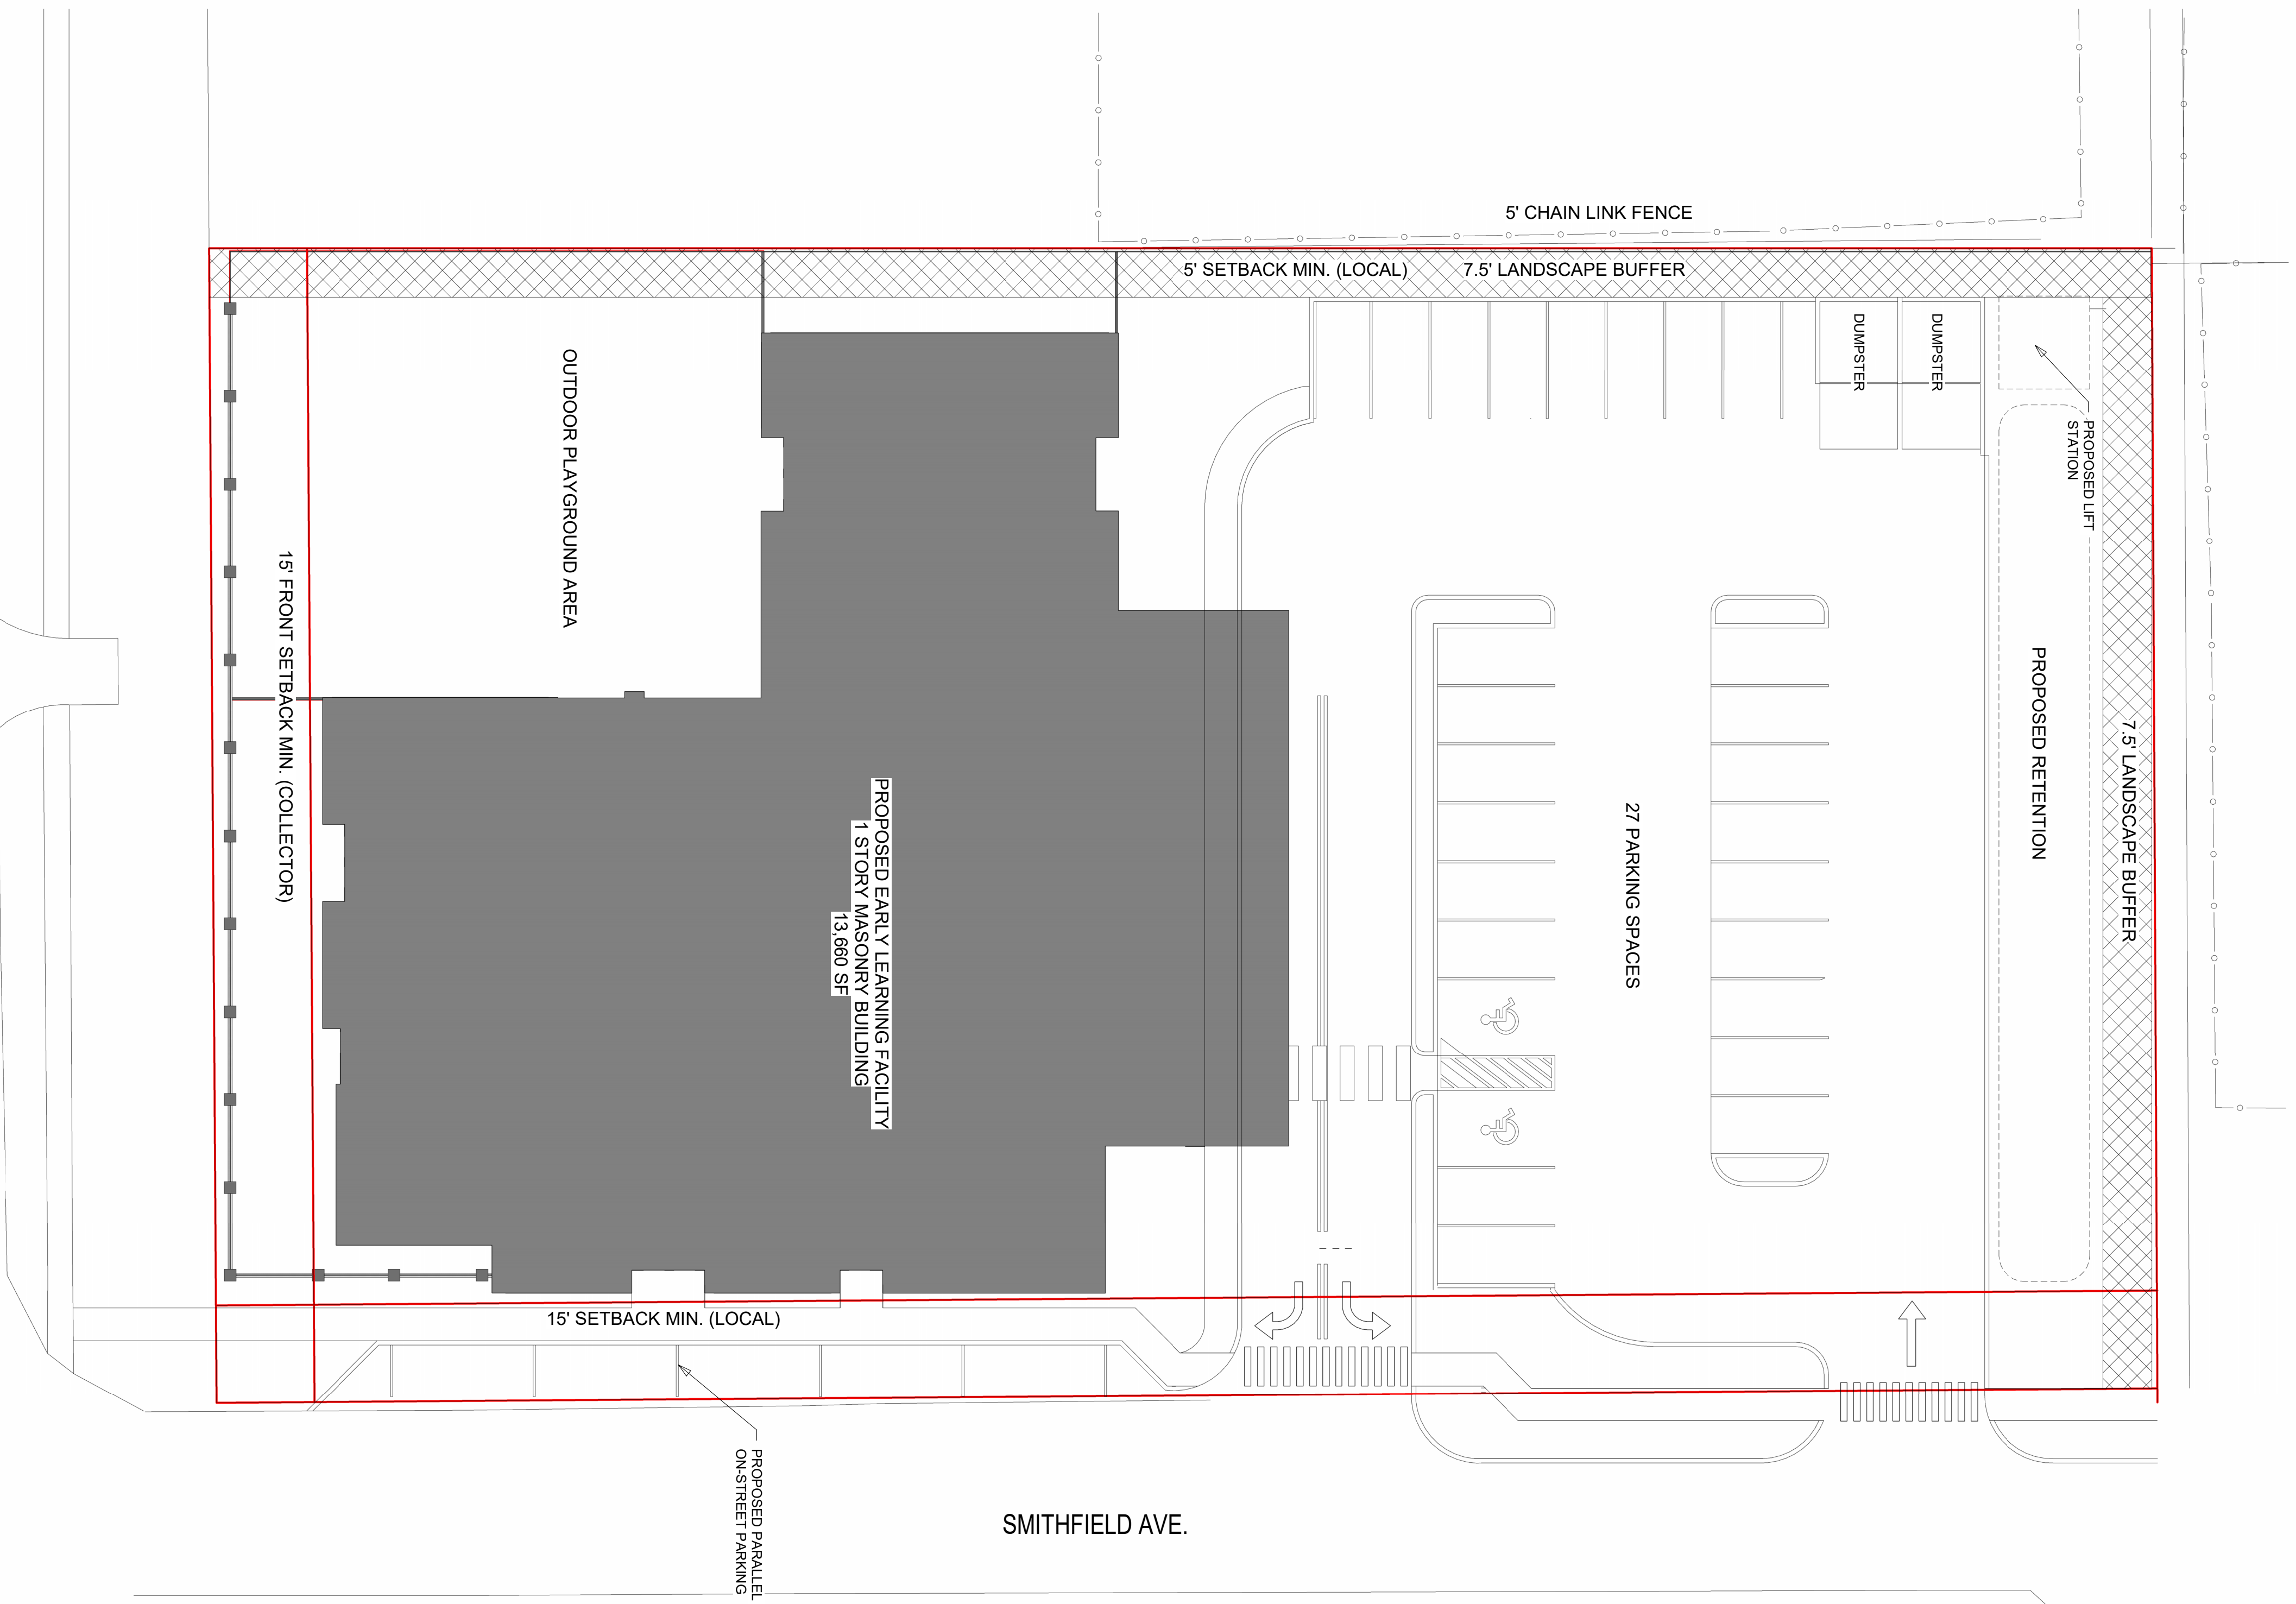 5' CHAIN LINK FENCE
5' SETBACK MIN. (LOCAL)
7.5' LANDSCAPE BUFFER
DUMPSTER
DUMPSTER
OUTDOOR PLAYGROUND AREA
PROPOSED LIFT
STATION
15' FRONT SETBACK MIN. (COLLECTOR)
PROPOSED EARLY LEARNING FACILITY
1 STORY MASONRY BUILDING
13,660 SF
27 PARKING SPACES
PROPOSED RETENTION
7.5' LANDSCAPE BUFFER
15' SETBACK MIN. (LOCAL)
PROPOSED PARALLEL
ON-STREET PARKING
SMITHFIELD AVE.